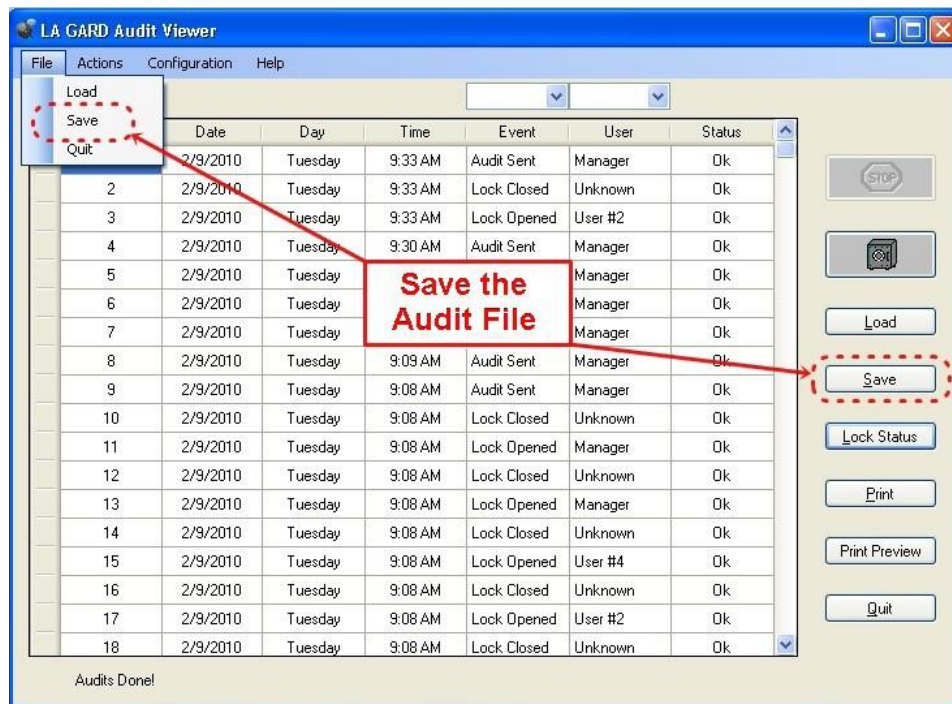 LA GARD Audit Viewer
File Actions Configuration Help
Load
Save
Quit
Date Day Time Event User Status
2/9/2010 Tuesday 9:33 AM Audit Sent Manager Ok
2 2/9/2010 Tuesday 9:33 AM Lock Closed Unknown Ok
3 2/9/2010 Tuesday 9:33 AM Lock Opened User #2 Ok
4 2/9/2010 Tuesday 9:30 AM Audit Sent Manager Ok
5 2/9/2010 Tuesday Manager Ok
6 2/9/2010 Tuesday Manager Ok
7 2/9/2010 Tuesday Manager Ok
8 2/9/2010 Tuesday 9:09 AM Audit Sent Manager Ok
9 2/9/2010 Tuesday 9:08 AM Audit Sent Manager Ok
10 2/9/2010 Tuesday 9:08 AM Lock Closed Unknown Ok
11 2/9/2010 Tuesday 9:08 AM Lock Opened Manager Ok
12 2/9/2010 Tuesday 9:08 AM Lock Closed Unknown Ok
13 2/9/2010 Tuesday 9:08 AM Lock Opened Manager Ok
14 2/9/2010 Tuesday 9:08 AM Lock Closed Unknown Ok
15 2/9/2010 Tuesday 9:08 AM Lock Opened User #4 Ok
16 2/9/2010 Tuesday 9:08 AM Lock Closed Unknown Ok
17 2/9/2010 Tuesday 9:08 AM Lock Opened User #2 Ok
18 2/9/2010 Tuesday 9:08 AM Lock Closed Unknown Ok
Save the
Audit File
STOP
Load
Save
Lock Status
Print
Print Preview
Quit
Audits Done!